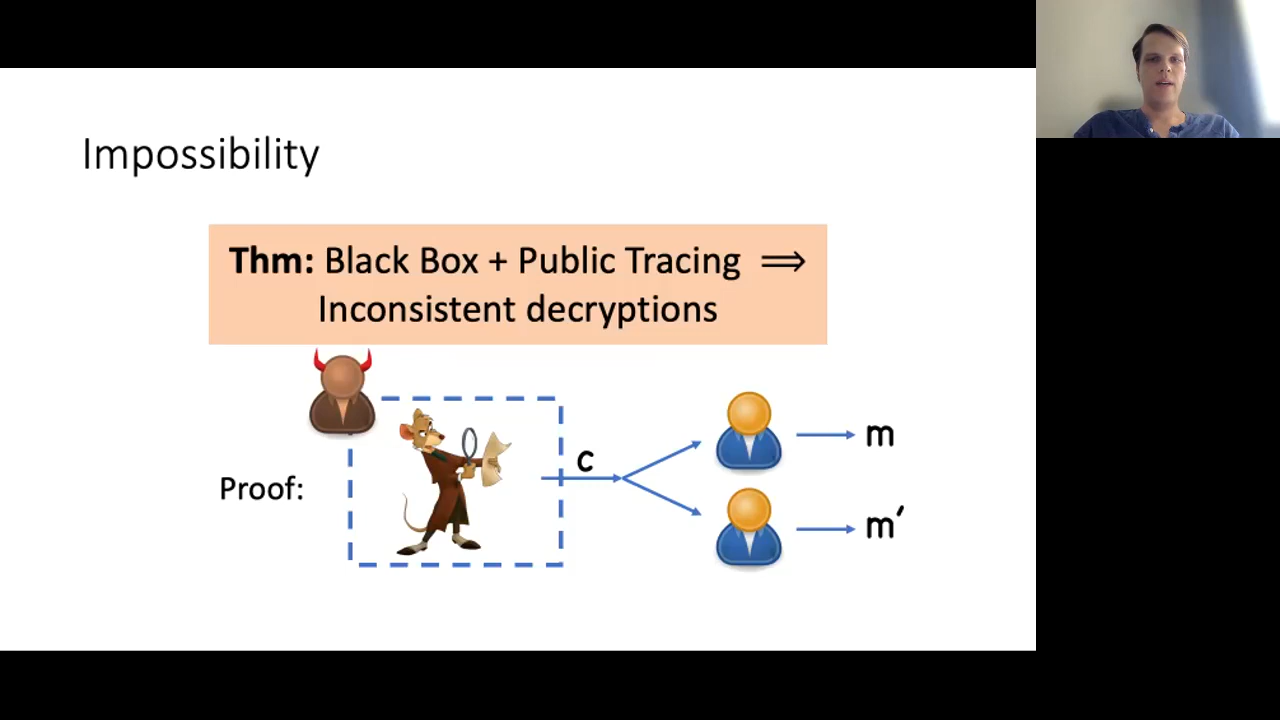 Impossibility
Thm: Black Box + Public Tracing ⟹
Inconsistent decryptions
c
m
Proof:
m′